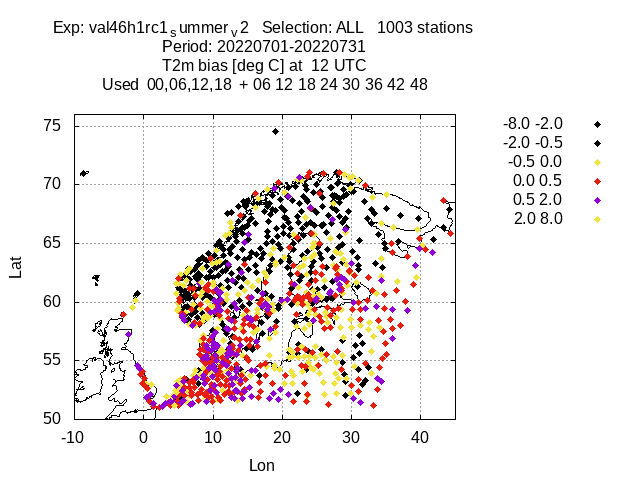 Exp: val46h1rc1summerv2 Selection: ALL 1003 stations
Period: 20220701-20220731
T2m bias [deg C] at 12 UTC
Used 00,06,12,18 + 06 12 18 24 30 36 42 48
-8.0 -2.0
-2.0 -0.5
-0.5 0.0
0.0 0.5
0.5 2.0
2.0 8.0
75
70
65
60
55
50
Lat
-10 0 10 20 30 40
Lon